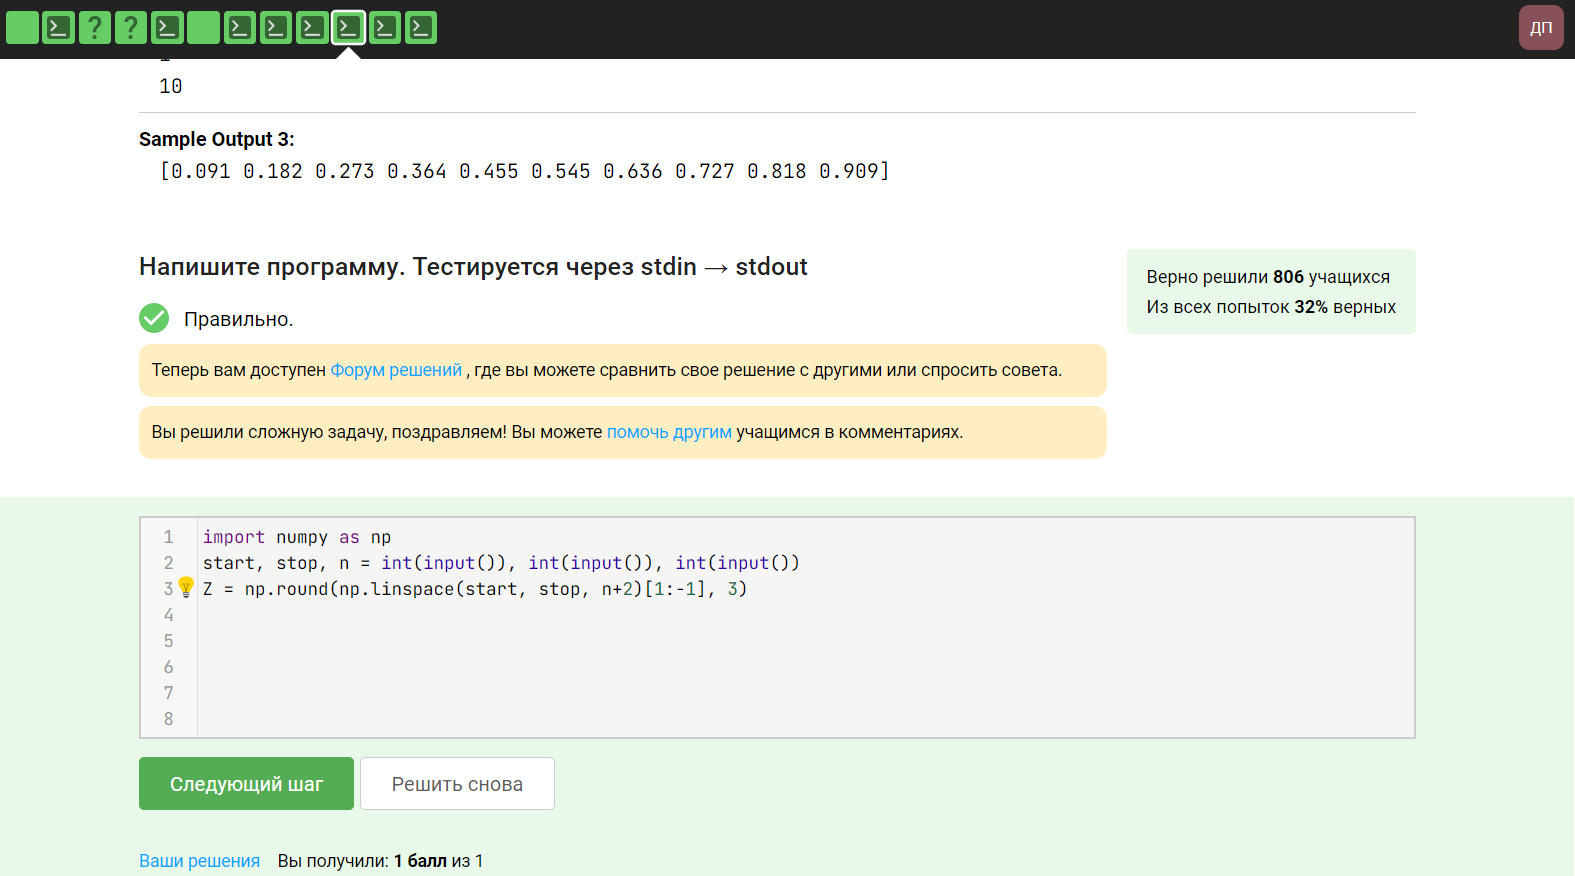 ? ?
ДП
10
Sample Output 3:
[0.091 0.182 0.273 0.364 0.455 0.545 0.636 0.727 0.818 0.909]
Напишите программу. Тестируется через stdin → stdout
Верно решили 806 учащихся
Из всех попыток 32% верных
Правильно.
Теперь вам доступен Форум решений , где вы можете сравнить свое решение с другими или спросить совета.
Вы решили сложную задачу, поздравляем! Вы можете помочь другим учащимся в комментариях.
1 import numpy as np
2 start, stop, n = int(input()), int(input()), int(input())
3 Z = np.round(np.linspace(start, stop, n+2)[1:-1], 3)
4
5
6
7
8
Следующий шаг
Решить снова
Ваши решения Вы получили: 1 балл из 1